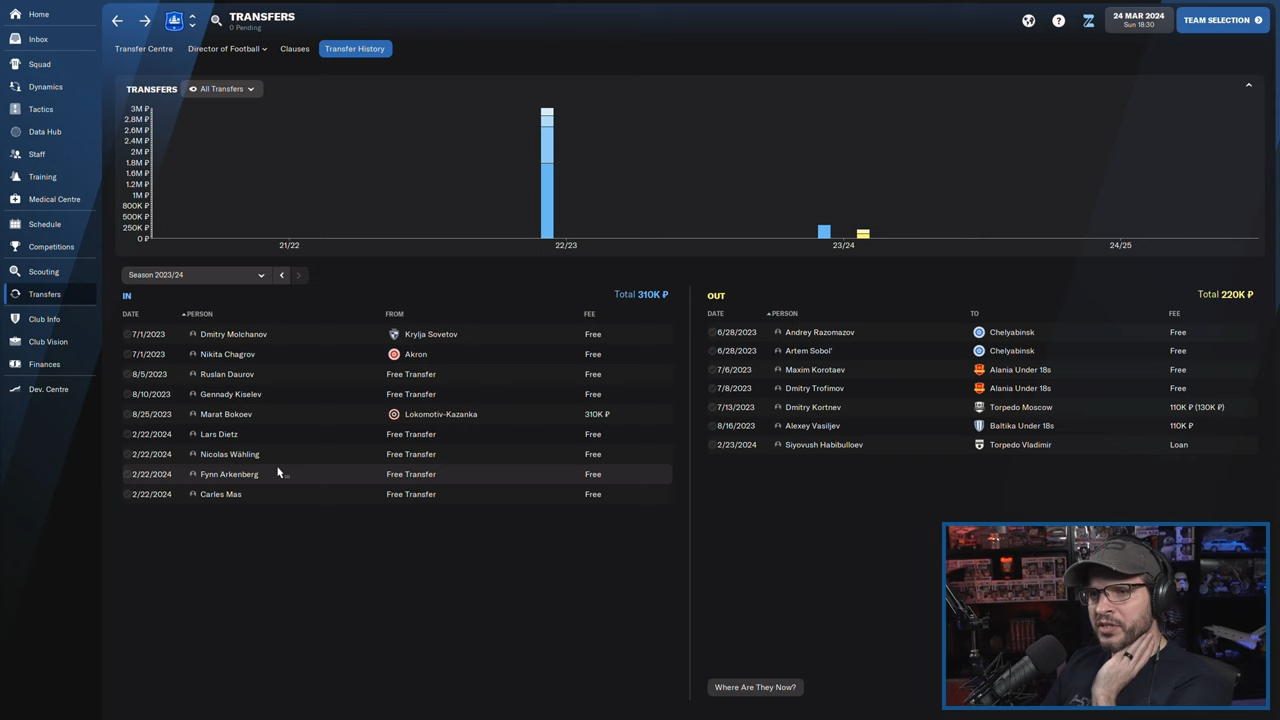 Home
Inbox
Squad
Dynamics
Tactics
Data Hub
Staff
Training
Medical Centre
Schedule
Competitions
Scouting
Transfers
Club Info
Club Vision
Finances
Dev. Centre
TRANSFERS
0 Pending
24 MAR 2024
Sun 18:30
TEAM SELECTION
Transfer Centre
Director of Football
Clauses
Transfer History
TRANSFERS All Transfers
3M ₽
2.8M ₽
2.6M ₽
2.4M ₽
2M ₽
1.8M ₽
1.6M ₽
1.2M ₽
1M ₽
800K ₽
500K ₽
250K ₽
0 ₽
21/22 22/23 23/24 24/25
Season 2023/24
IN Total 310K ₽
DATE PERSON FROM FEE
7/1/2023 Dmitry Molchanov Krylja Sovetov Free
7/1/2023 Nikita Chagrov Akron Free
8/5/2023 Ruslan Daurov Free Transfer Free
8/10/2023 Gennady Kiselev Free Transfer Free
8/25/2023 Marat Bokoev Lokomotiv-Kazanka 310K ₽
2/22/2024 Lars Dietz Free Transfer Free
2/22/2024 Nicolas Wähling Free Transfer Free
2/22/2024 Fynn Arkenberg Free Transfer Free
2/22/2024 Carles Mas Free Transfer Free
OUT Total 220K ₽
DATE PERSON TO FEE
6/28/2023 Andrey Razomazov Chelyabinsk Free
6/28/2023 Artem Sobol' Chelyabinsk Free
7/6/2023 Maxim Korotaev Alania Under 18s Free
7/8/2023 Dmitry Trofimov Alania Under 18s Free
7/13/2023 Dmitry Kortnev Torpedo Moscow 110K ₽ (130K ₽)
8/16/2023 Alexey Vasiljev Baltika Under 18s 110K ₽
2/23/2024 Siyovush Habibulloev Torpedo Vladimir Loan
Where Are They Now?